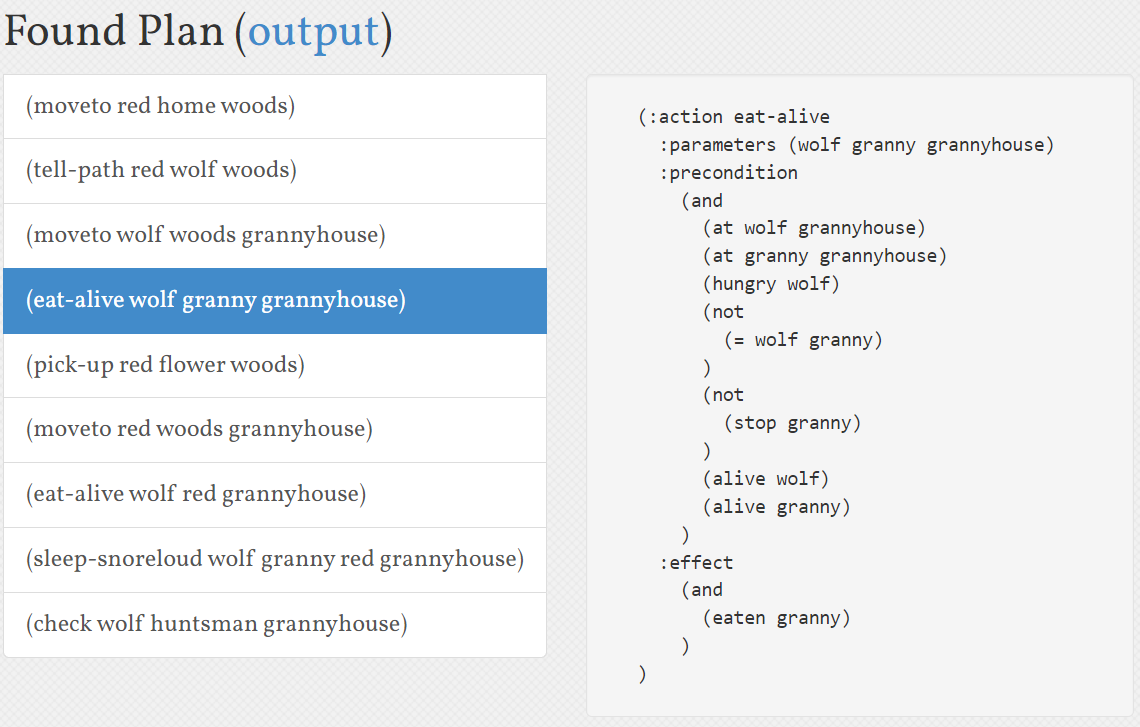 Found Plan (output)
(moveto red home woods)
(tell-path red wolf woods)
(moveto wolf woods grannyhouse)
(eat-alive wolf granny grannyhouse)
(pick-up red flower woods)
(moveto red woods grannyhouse)
(eat-alive wolf red grannyhouse)
(sleep-snoreloud wolf granny red grannyhouse)
(check wolf huntsman grannyhouse)
(:action eat-alive
:parameters (wolf granny grannyhouse)
:precondition
(and
(at wolf grannyhouse)
(at granny grannyhouse)
(hungry wolf)
(not
(= wolf granny)
)
(not
(stop granny)
)
(alive wolf)
(alive granny)
)
:effect
(and
(eaten granny)
)
)